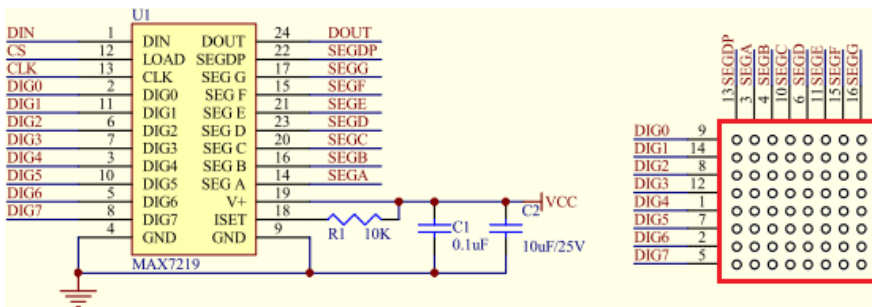 U1
DIN 1 DIN DOUT 24 DOUT
CS 12 LOAD SEGDP 22 SEGDP
CLK 13 CLK SEG G 17 SEGG
DIG0 2 DIG0 SEG F 15 SEGF
DIG1 11 DIG1 SEG E 21 SEGE
DIG2 6 DIG2 SEG D 23 SEGD
DIG3 7 DIG3 SEG C 20 SEGC
DIG4 3 DIG4 SEG B 16 SEGB
DIG5 10 DIG5 SEG A 14 SEGA
DIG6 5 DIG6 V+ 19 VCC
DIG7 8 DIG7 ISET 18
4 GND GND 9
MAX7219
R1 10K
C1
0.1uF
C2
10uF/25V
13 SEGDP
3 SEGA
4 SEGB
10 SEGC
6 SEGD
11 SEGE
15 SEGF
16 SEGG
DIG0 9
DIG1 14
DIG2 8
DIG3 12
DIG4 1
DIG5 7
DIG6 2
DIG7 5